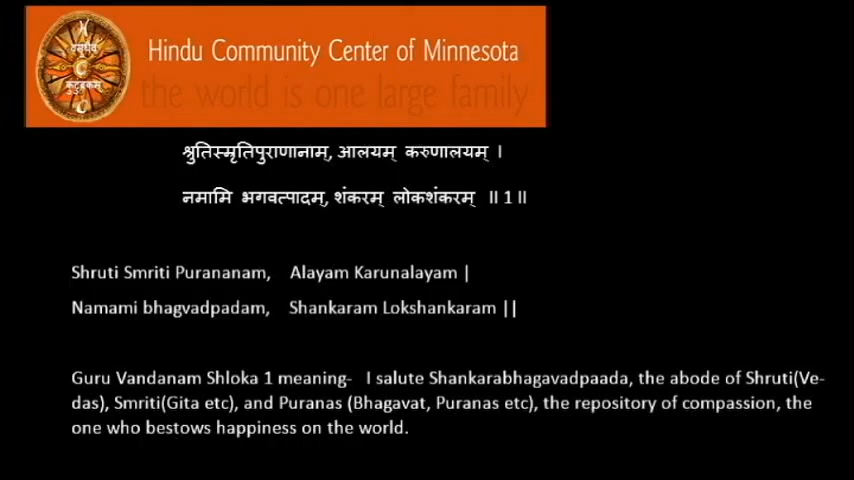 वसुधैव
कुटुम्बकम्
Hindu Community Center of Minnesota
the world is one large family
श्रुतिस्मृतिपुराणानाम्, आलयम् करुणालयम् ।
नमामि भगवत्पादम्, शंकरम् लोकशंकरम् ॥ 1 ॥
Shruti Smriti Purananam, Alayam Karunalayam |
Namami bhagvadpadam, Shankaram Lokshankaram ||
Guru Vandanam Shloka 1 meaning- I salute Shankarabhagavadpaada, the abode of Shruti(Ve-
das), Smriti(Gita etc), and Puranas (Bhagavat, Puranas etc), the repository of compassion, the
one who bestows happiness on the world.